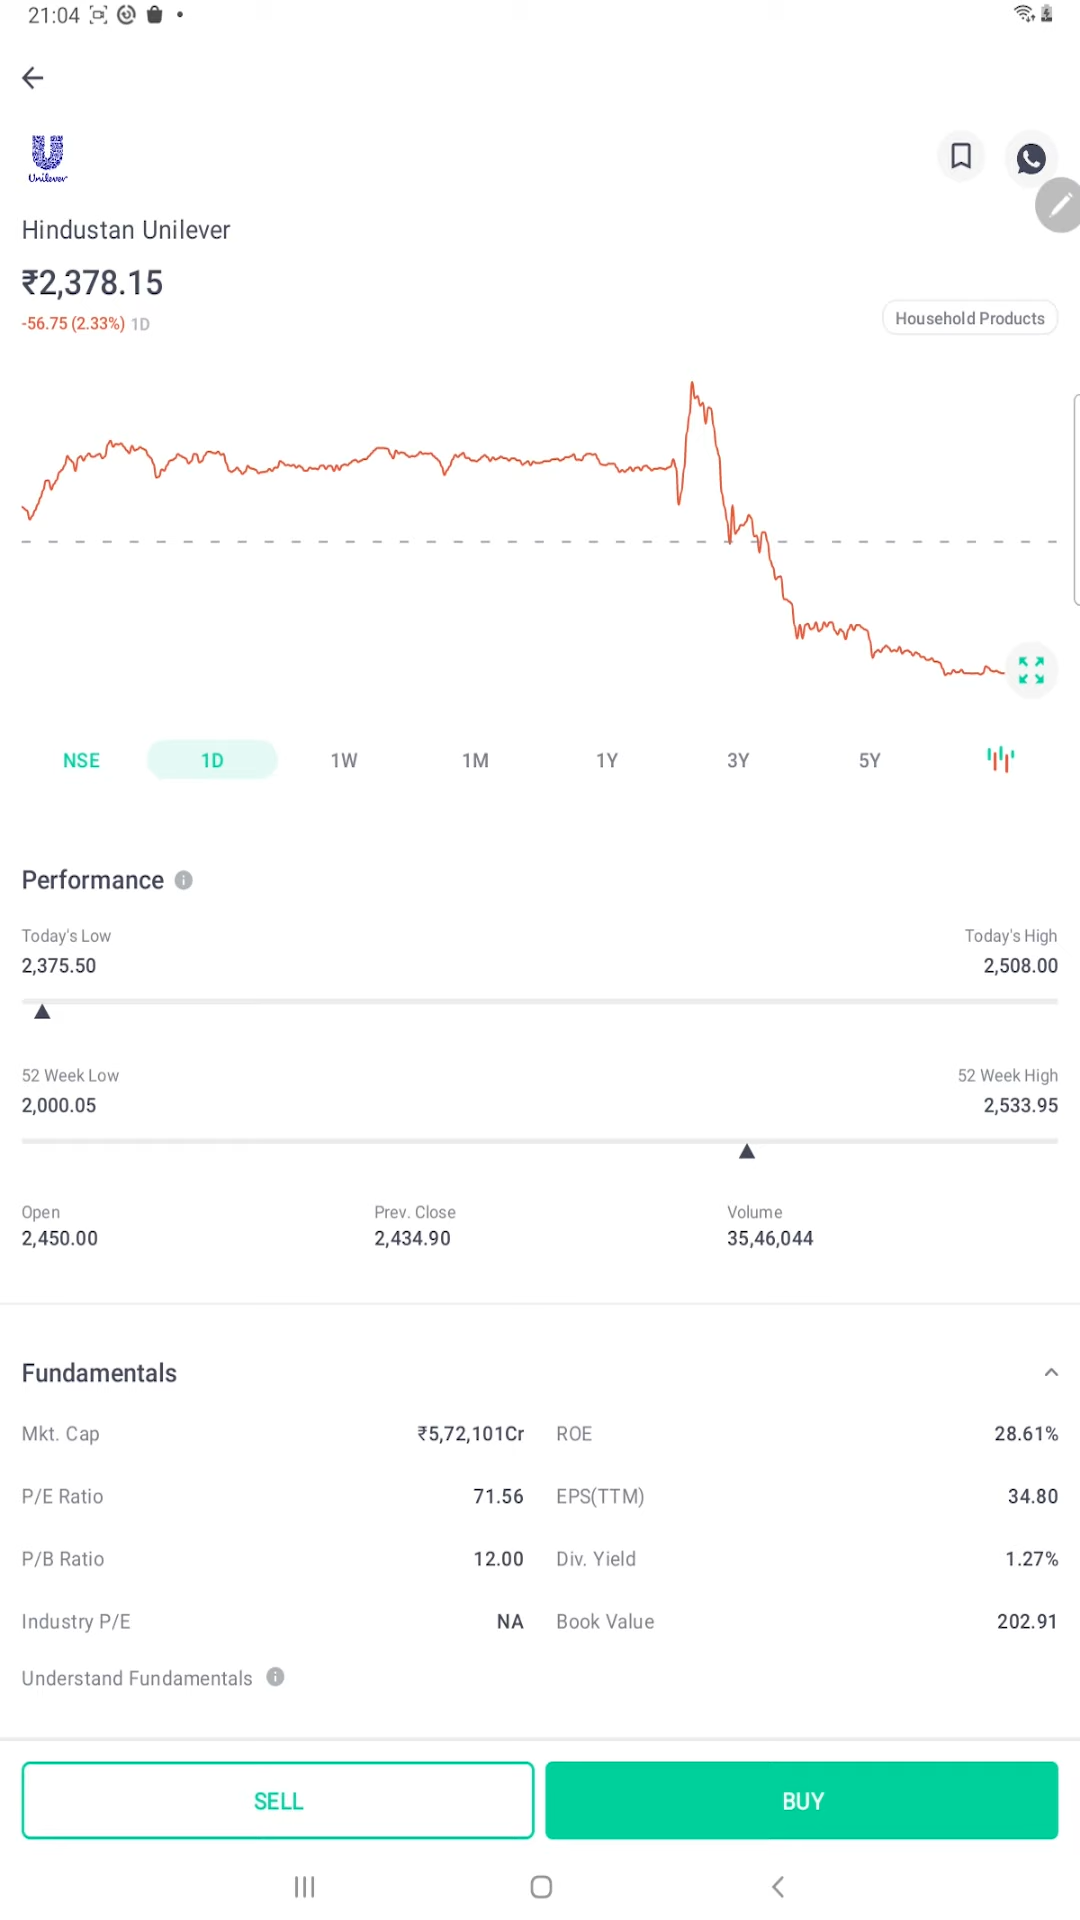 21:04
Unilever
Hindustan Unilever
₹2,378.15
-56.75 (2.33%) 1D
Household Products
NSE 1D 1W 1M 1Y 3Y 5Y
Performance
Today's Low Today's High
2,375.50 2,508.00
52 Week Low 52 Week High
2,000.05 2,533.95
Open Prev. Close Volume
2,450.00 2,434.90 35,46,044
Fundamentals
Mkt. Cap ₹5,72,101Cr ROE 28.61%
P/E Ratio 71.56 EPS(TTM) 34.80
P/B Ratio 12.00 Div. Yield 1.27%
Industry P/E NA Book Value 202.91
Understand Fundamentals
SELL BUY